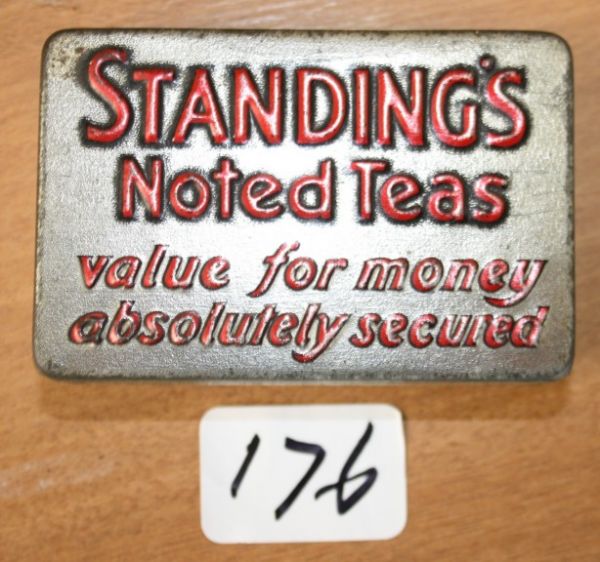 STANDING'S
Noted Teas
value for money
absolutely secured
176